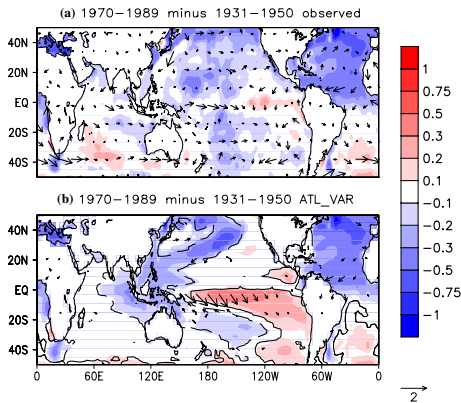 (a) 1970−1989 minus 1931−1950 observed
40N
20N
EQ
20S
40S
(b) 1970−1989 minus 1931−1950 ATL_VAR
40N
20N
EQ
20S
40S
0 60E 120E 180 120W 60W 0
1
0.75
0.5
0.3
0.2
0.1
−0.1
−0.2
−0.3
−0.5
−0.75
−1
2